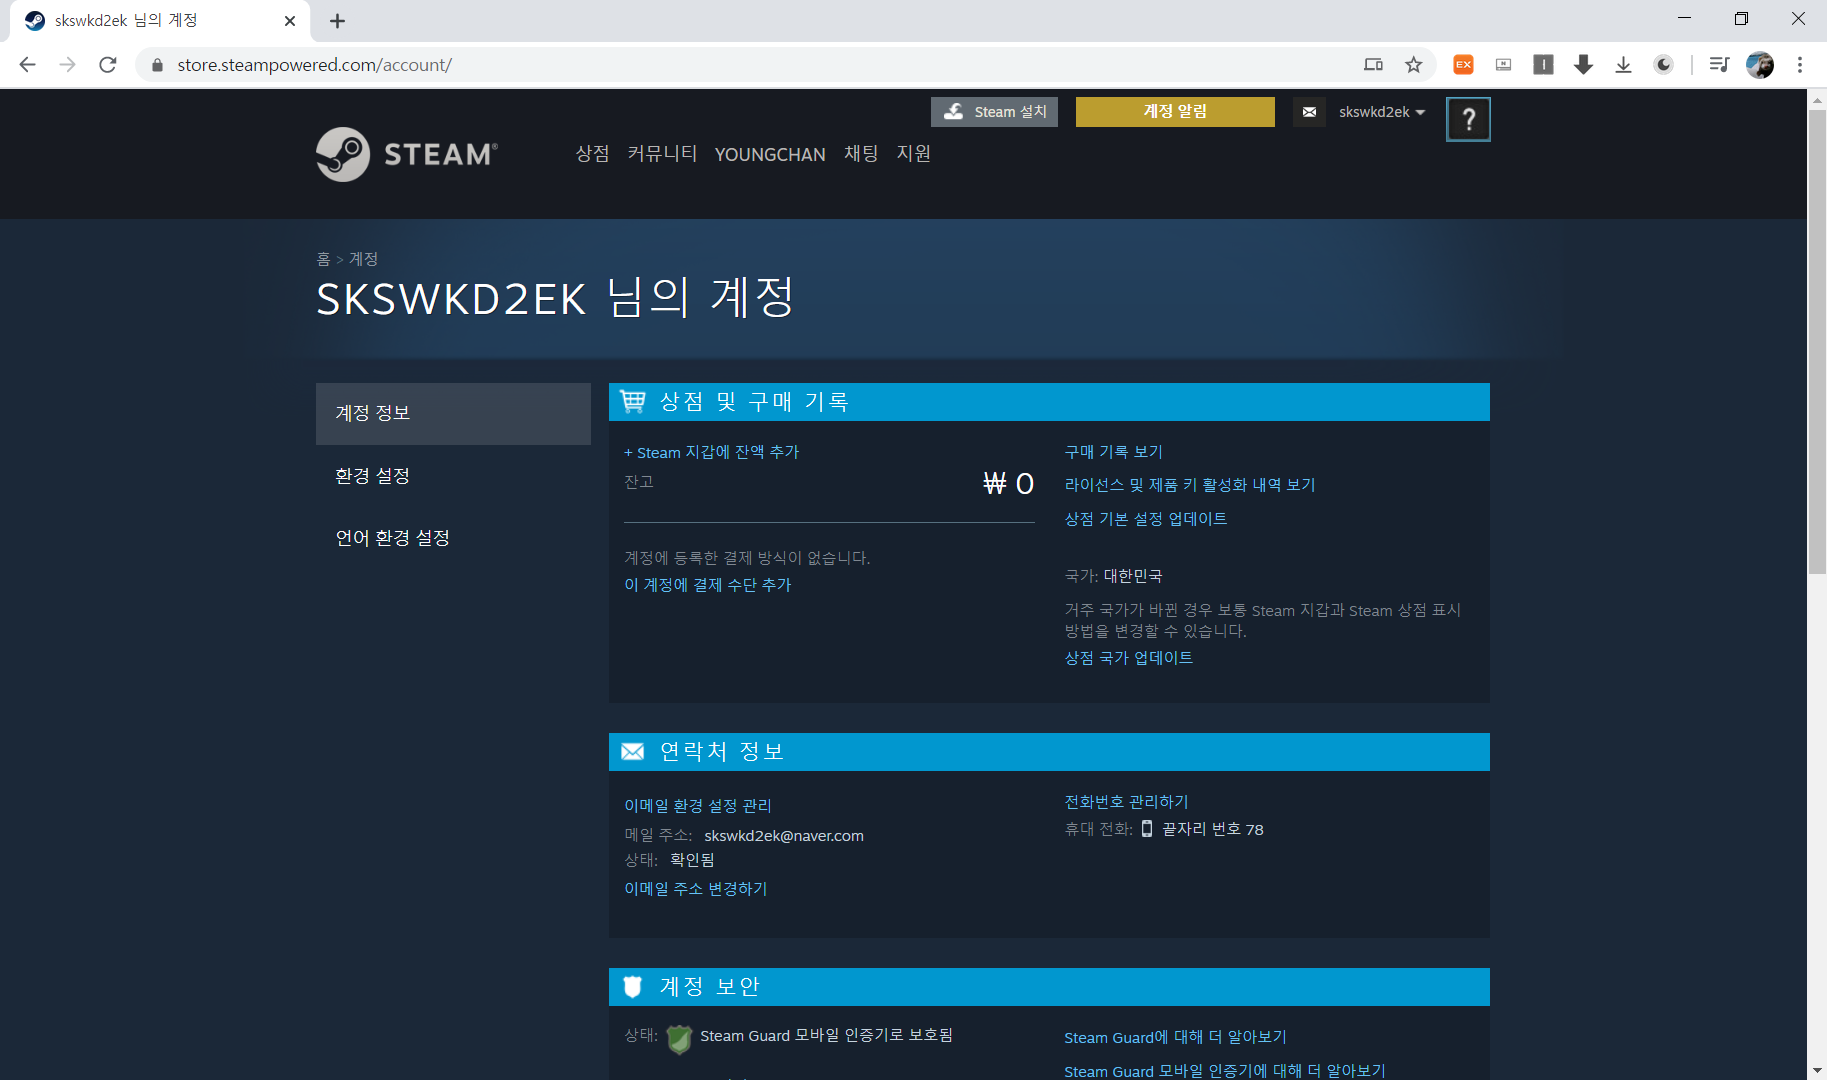 skswkd2ek 님의 계정
store.steampowered.com/account/
EX
Steam 설치
계정 알림
skswkd2ek
?
STEAM®
상점 커뮤니티 YOUNGCHAN 채팅 지원
홈 > 계정
SKSWKD2EK 님의 계정
계정 정보
환경 설정
언어 환경 설정
상점 및 구매 기록
+ Steam 지갑에 잔액 추가
잔고 ₩ 0
계정에 등록한 결제 방식이 없습니다.
이 계정에 결제 수단 추가
구매 기록 보기
라이선스 및 제품 키 활성화 내역 보기
상점 기본 설정 업데이트
국가: 대한민국
거주 국가가 바뀐 경우 보통 Steam 지갑과 Steam 상점 표시
방법을 변경할 수 있습니다.
상점 국가 업데이트
연락처 정보
이메일 환경 설정 관리
메일 주소: skswkd2ek@naver.com
상태: 확인됨
이메일 주소 변경하기
전화번호 관리하기
휴대 전화: 끝자리 번호 78
계정 보안
상태: Steam Guard 모바일 인증기로 보호됨
Steam Guard에 대해 더 알아보기
Steam Guard 모바일 인증기에 대해 더 알아보기